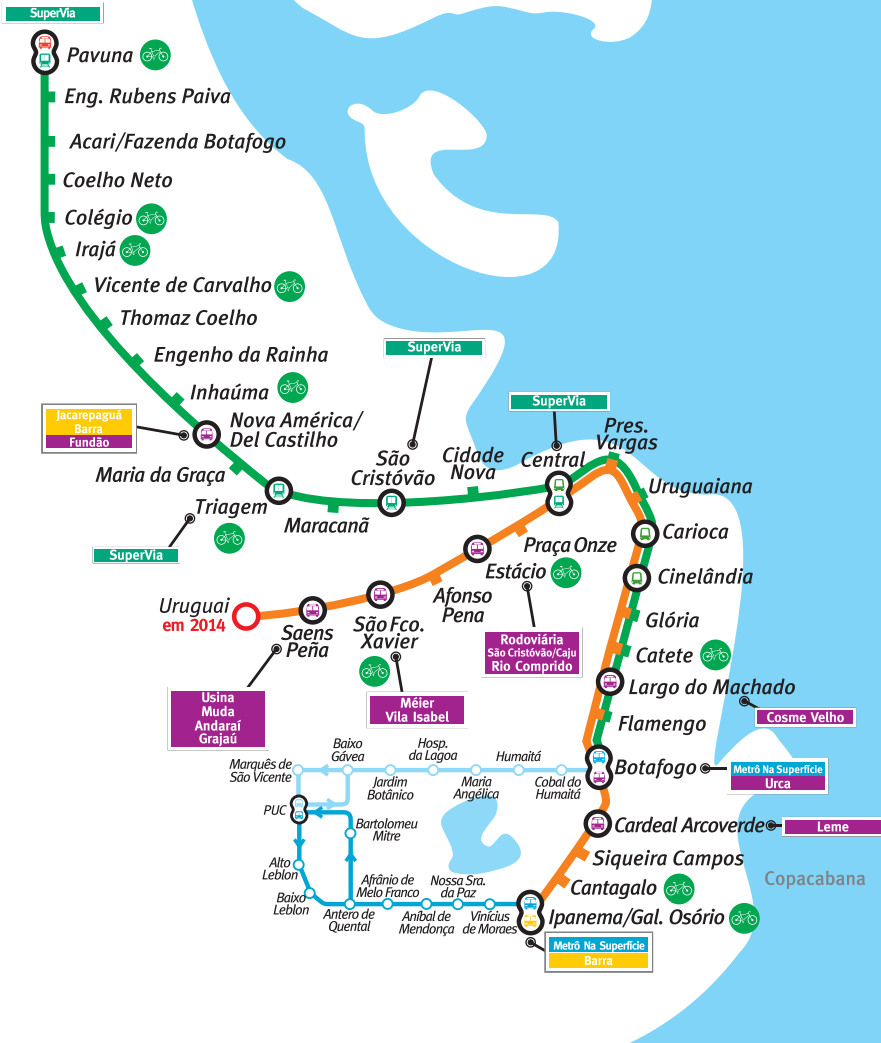 SuperVia
Pavuna
Eng. Rubens Paiva
Acari/Fazenda Botafogo
Coelho Neto
Colégio
Irajá
Vicente de Carvalho
Thomaz Coelho
Engenho da Rainha
SuperVia
Inhaúma
SuperVia
Jacarepaguá
Barra
Fundão
Nova América/
Del Castilho
Maria da Graça
São
Cristóvão
Cidade
Nova
Central
Pres.
Vargas
Triagem
SuperVia
Maracanã
Uruguaiana
Carioca
Praça Onze
Estácio
Cinelândia
Afonso
Pena
Uruguai
em 2014
Saens
Peña
São Fco.
Xavier
Glória
Rodoviária
São Cristóvão/Caju
Rio Comprido
Catete
Usina
Muda
Andaraí
Grajaú
Méier
Vila Isabel
Largo do Machado
Cosme Velho
Flamengo
Botafogo
Metrô Na Superfície
Urca
Marquês de
São Vicente
Baixo
Gávea
Hosp.
da Lagoa
Humaitá
Jardim
Botânico
Maria
Angélica
Cobal do
Humaitá
PUC
Bartolomeu
Mitre
Cardeal Arcoverde
Leme
Siqueira Campos
Copacabana
Cantagalo
Alto
Leblon
Baixo
Leblon
Afrânio de
Melo Franco
Nossa Sra.
da Paz
Antero de
Quental
Aníbal de
Mendonça
Vinícius
de Moraes
Ipanema/Gal. Osório
Metrô Na Superfície
Barra